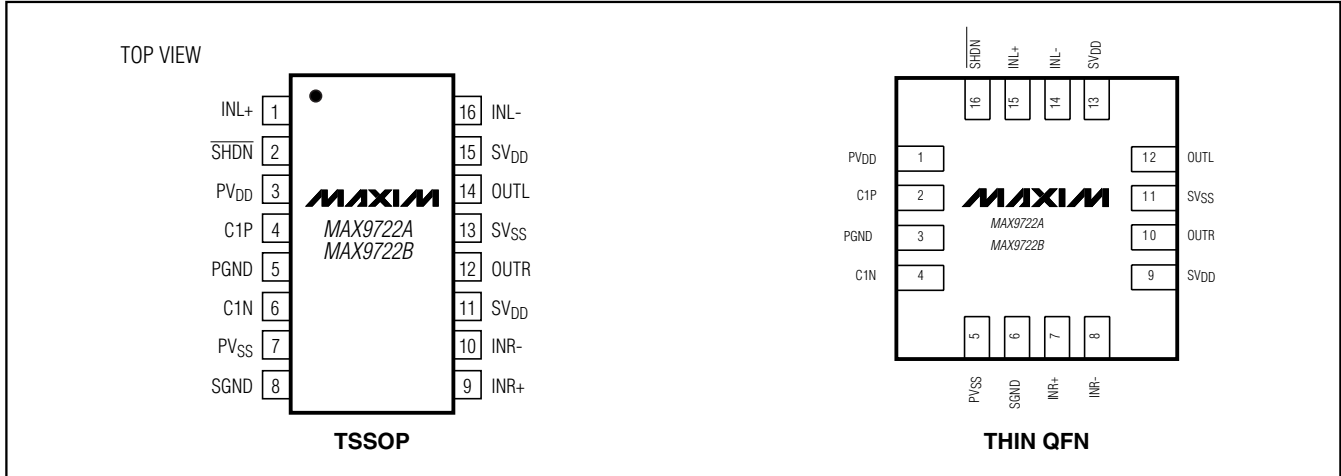 TOP VIEW
INL+ 1
SHDN 2
PVDD 3
C1P 4
PGND 5
C1N 6
PVSS 7
SGND 8
16 INL-
15 SVDD
14 OUTL
13 SVSS
12 OUTR
11 SVDD
10 INR-
9 INR+
MAXIM
MAX9722A
MAX9722B
TSSOP
SHDN INL+ INL- SVDD
16 15 14 13
PVDD 1
C1P 2
PGND 3
C1N 4
12 OUTL
11 SVSS
10 OUTR
9 SVDD
MAXIM
MAX9722A
MAX9722B
5 6 7 8
PVSS SGND INR+ INR-
THIN QFN